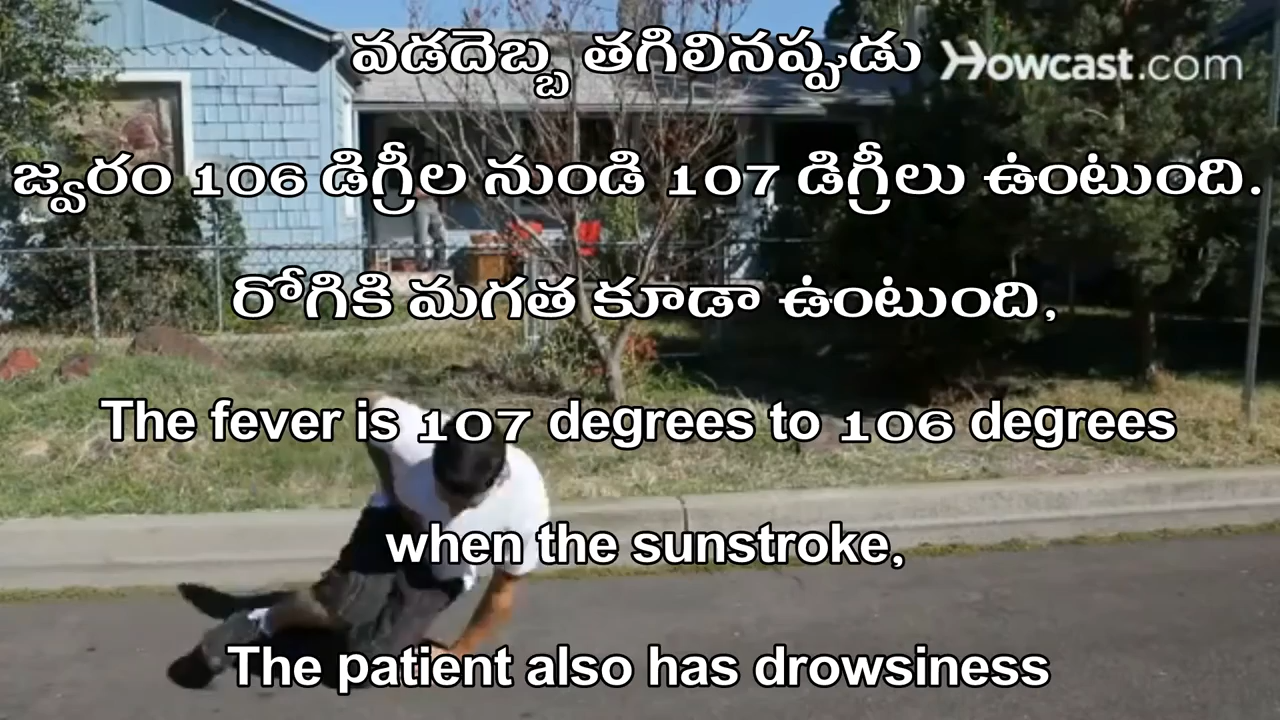 వడదెబ్బ తగిలినప్పుడు
Howcast.com
జ్వరం 106 డిగ్రీల నుండి 107 డిగ్రీలు ఉంటుంది.
రోగికి మగత కూడా ఉంటుంది,
The fever is 107 degrees to 106 degrees
when the sunstroke,
The patient also has drowsiness